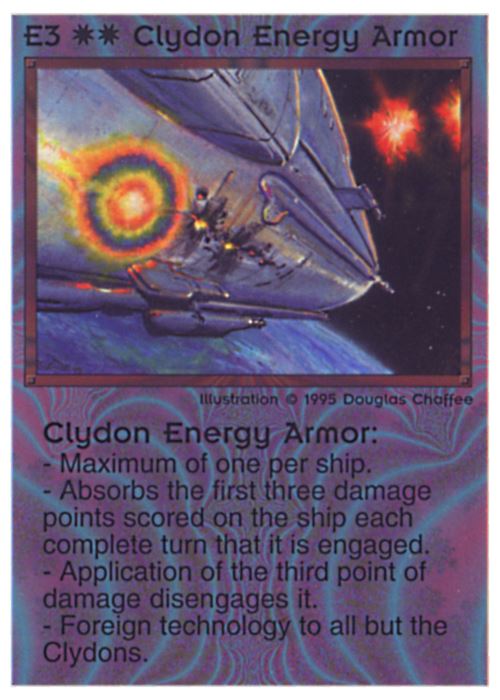 E3 ** Clydon Energy Armor
Illustration © 1995 Douglas Chaffee
Clydon Energy Armor:
- Maximum of one per ship.
- Absorbs the first three damage
points scored on the ship each
complete turn that it is engaged.
- Application of the third point of
damage disengages it.
- Foreign technology to all but the
Clydons.